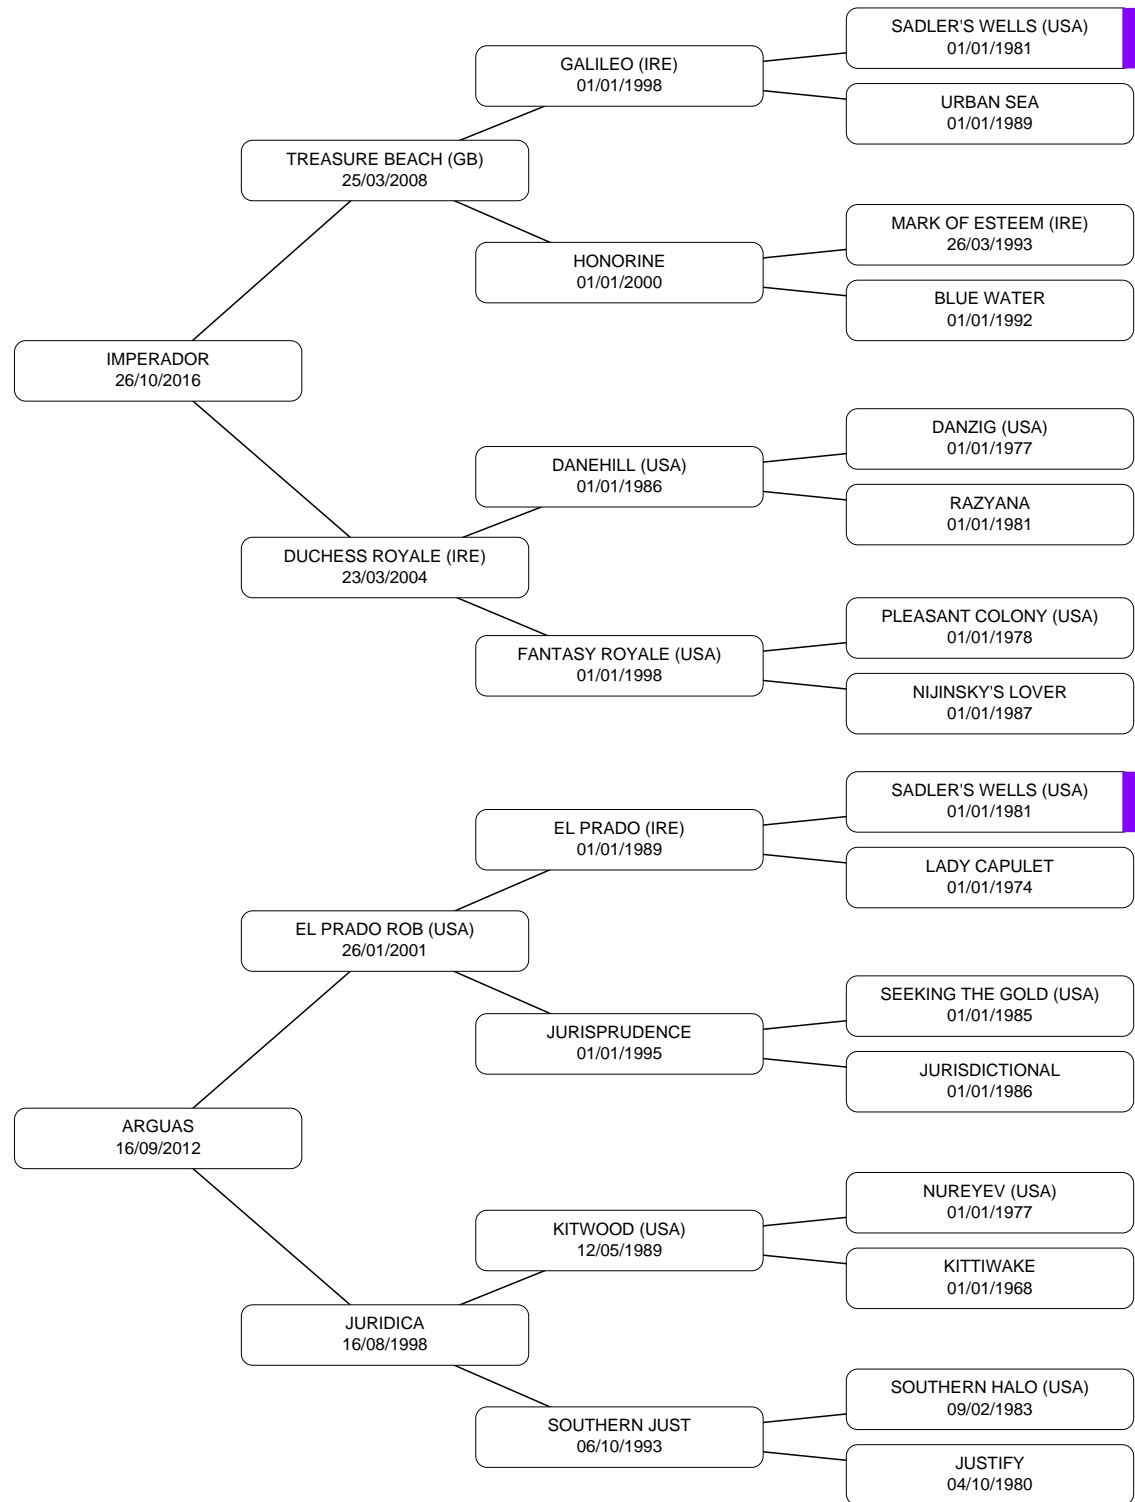 SADLER'S WELLS (USA)
01/01/1981
GALILEO (IRE)
01/01/1998
URBAN SEA
01/01/1989
TREASURE BEACH (GB)
25/03/2008
MARK OF ESTEEM (IRE)
26/03/1993
HONORINE
01/01/2000
BLUE WATER
01/01/1992
IMPERADOR
26/10/2016
DANZIG (USA)
01/01/1977
DANEHILL (USA)
01/01/1986
RAZYANA
01/01/1981
DUCHESS ROYALE (IRE)
23/03/2004
PLEASANT COLONY (USA)
01/01/1978
FANTASY ROYALE (USA)
01/01/1998
NIJINSKY'S LOVER
01/01/1987
SADLER'S WELLS (USA)
01/01/1981
EL PRADO (IRE)
01/01/1989
LADY CAPULET
01/01/1974
EL PRADO ROB (USA)
26/01/2001
SEEKING THE GOLD (USA)
01/01/1985
JURISPRUDENCE
01/01/1995
JURISDICTIONAL
01/01/1986
ARGUAS
16/09/2012
NUREYEV (USA)
01/01/1977
KITWOOD (USA)
12/05/1989
KITTIWAKE
01/01/1968
JURIDICA
16/08/1998
SOUTHERN HALO (USA)
09/02/1983
SOUTHERN JUST
06/10/1993
JUSTIFY
04/10/1980